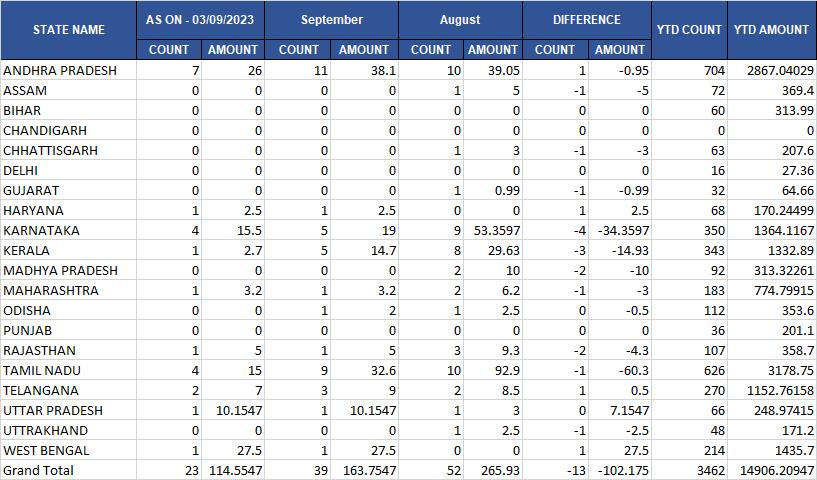 STATE NAME AS ON - 03/09/2023 September August DIFFERENCE YTD COUNT YTD AMOUNT
COUNT AMOUNT COUNT AMOUNT COUNT AMOUNT COUNT AMOUNT
ANDHRA PRADESH 7 26 11 38.1 10 39.05 1 -0.95 704 2867.04029
ASSAM 0 0 0 0 1 5 -1 -5 72 369.4
BIHAR 0 0 0 0 0 0 0 0 60 313.99
CHANDIGARH 0 0 0 0 0 0 0 0 0 0
CHHATTISGARH 0 0 0 0 1 3 -1 -3 63 207.6
DELHI 0 0 0 0 0 0 0 0 16 27.36
GUJARAT 0 0 0 0 1 0.99 -1 -0.99 32 64.66
HARYANA 1 2.5 1 2.5 0 0 1 2.5 68 170.24499
KARNATAKA 4 15.5 5 19 9 53.3597 -4 -34.3597 350 1364.1167
KERALA 1 2.7 5 14.7 8 29.63 -3 -14.93 343 1332.89
MADHYA PRADESH 0 0 0 0 2 10 -2 -10 92 313.32261
MAHARASHTRA 1 3.2 1 3.2 2 6.2 -1 -3 183 774.79915
ODISHA 0 0 1 2 1 2.5 0 -0.5 112 353.6
PUNJAB 0 0 0 0 0 0 0 0 36 201.1
RAJASTHAN 1 5 1 5 3 9.3 -2 -4.3 107 358.7
TAMIL NADU 4 15 9 32.6 10 92.9 -1 -60.3 626 3178.75
TELANGANA 2 7 3 9 2 8.5 1 0.5 270 1152.76158
UTTAR PRADESH 1 10.1547 1 10.1547 1 3 0 7.1547 66 248.97415
UTTRAKHAND 0 0 0 0 1 2.5 -1 -2.5 48 171.2
WEST BENGAL 1 27.5 1 27.5 0 0 1 27.5 214 1435.7
Grand Total 23 114.5547 39 163.7547 52 265.93 -13 -102.175 3462 14906.20947